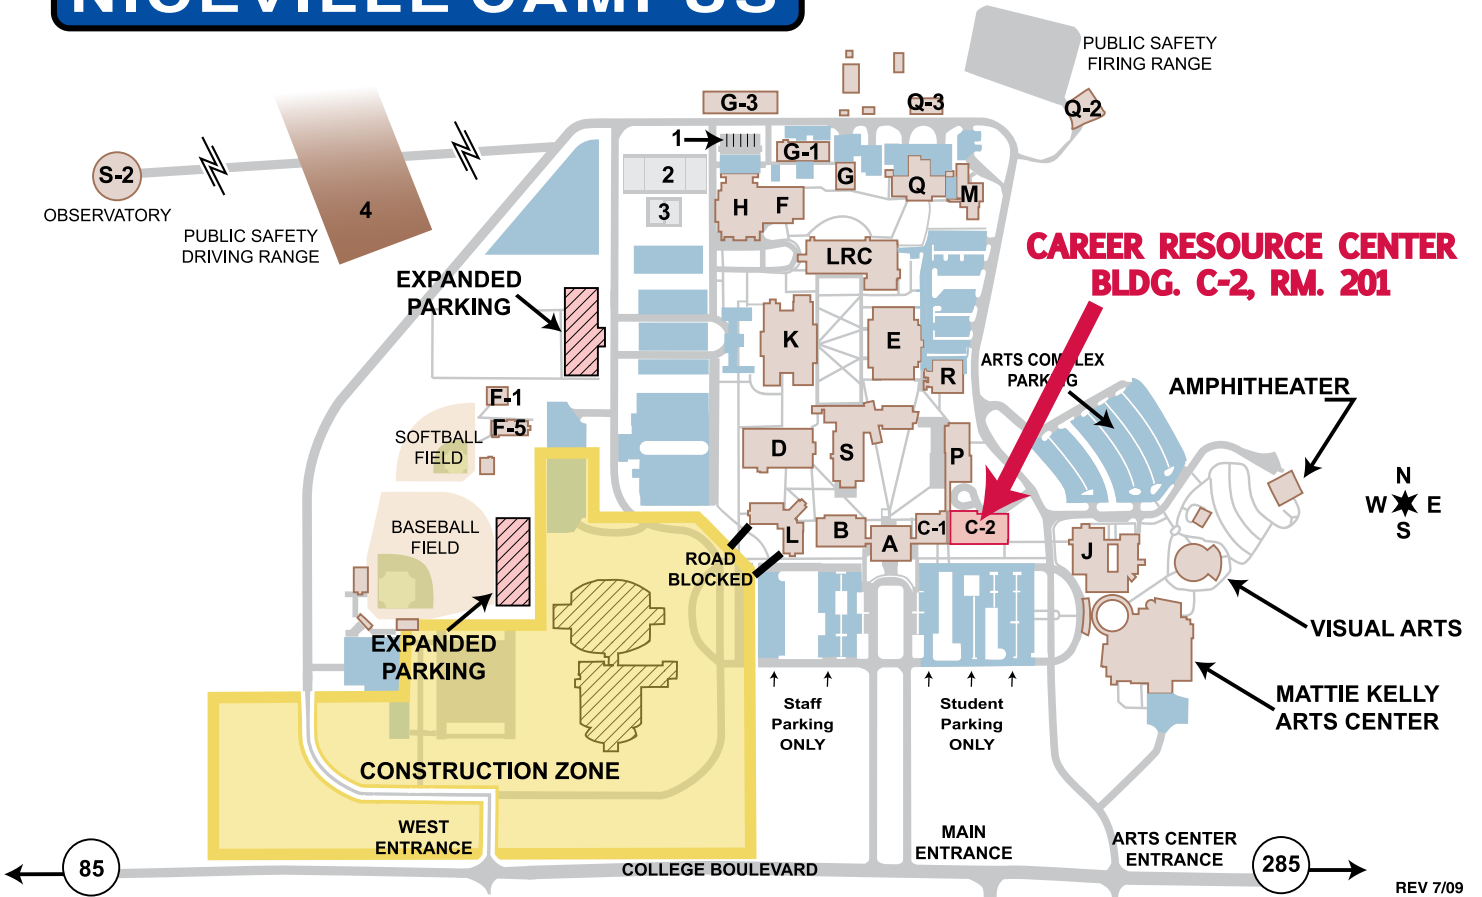 NICEVILLE CAMPUS
PUBLIC SAFETY
FIRING RANGE
G-3
Q-3
Q-2
1
G-1
S-2
2
G
Q
M
OBSERVATORY
4
3
H
F
PUBLIC SAFETY
DRIVING RANGE
LRC
CAREER RESOURCE CENTER
BLDG. C-2, RM. 201
EXPANDED
PARKING
K
E
R
ARTS COMPLEX
PARKING
AMPHITHEATER
F-1
F-5
SOFTBALL
FIELD
D
S
P
N
W E
S
BASEBALL
FIELD
L
B
A
C-1
C-2
J
ROAD
BLOCKED
EXPANDED
PARKING
VISUAL ARTS
MATTIE KELLY
ARTS CENTER
Staff
Parking
ONLY
Student
Parking
ONLY
CONSTRUCTION ZONE
WEST
ENTRANCE
MAIN
ENTRANCE
ARTS CENTER
ENTRANCE
85
COLLEGE BOULEVARD
285
REV 7/09